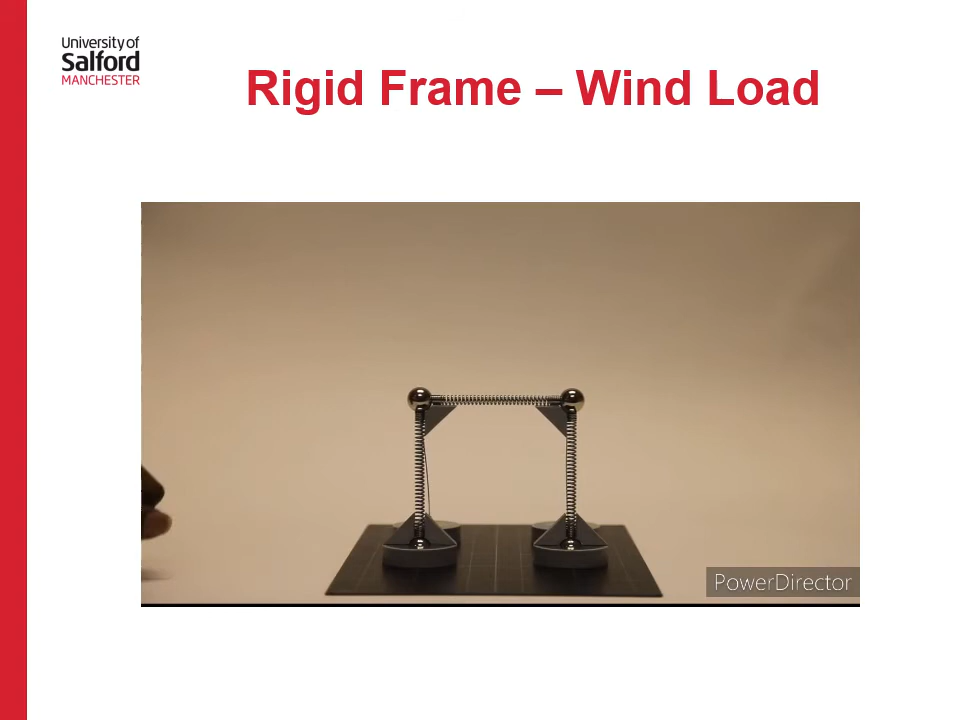 University of
Salford
MANCHESTER
Rigid Frame – Wind Load
PowerDirector